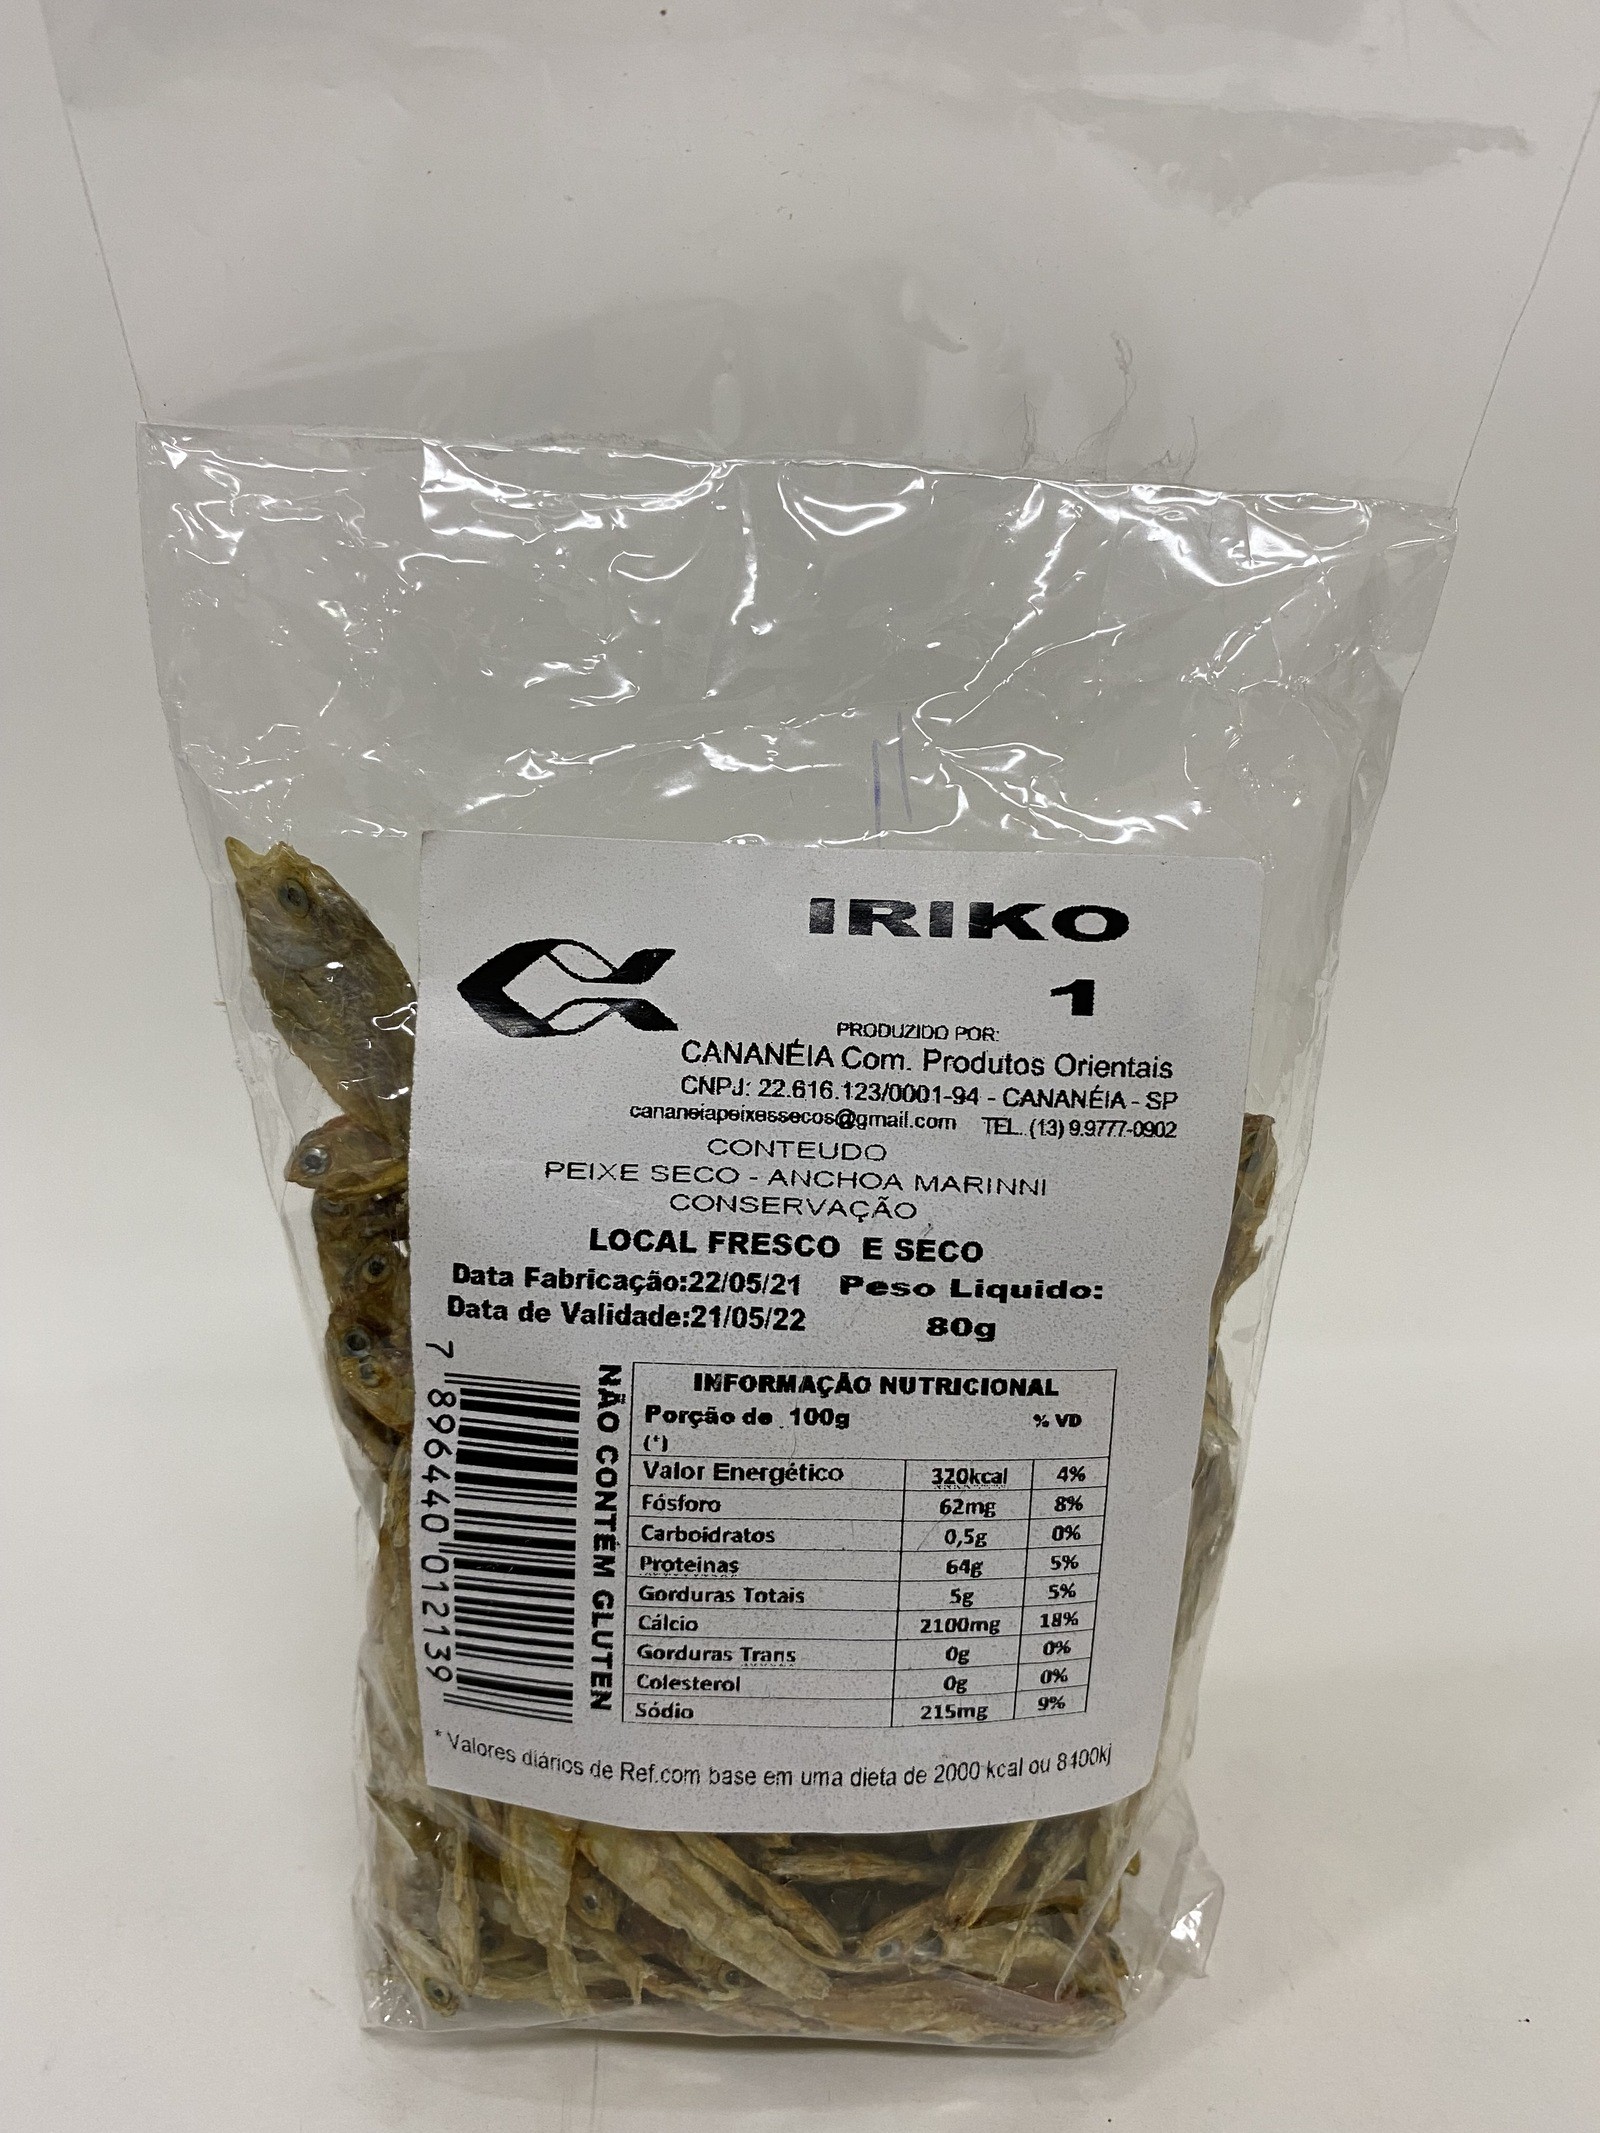 IRIKO
1
PRODUZIDO POR:
CANANÉIA Com. Produtos Orientais
CNPJ: 22.616.123/0001-94 - CANANÉIA - SP
cananeiapeixessecos@gmail.com TEL. (13) 9.9777-0902
CONTEUDO
PEIXE SECO - ANCHOA MARINNI
CONSERVAÇÃO
LOCAL FRESCO E SECO
Data Fabricação:22/05/21 Peso Liquido:
Data de Validade:21/05/22 80g
7 896440 012139
NÃO CONTÉM GLUTEN
INFORMAÇÃO NUTRICIONAL
Porção de 100g % VD
(*)
Valor Energético 320kcal 4%
Fósforo 62mg 8%
Carboidratos 0,5g 0%
Proteinas 64g 5%
Gorduras Totais 5g 5%
Cálcio 2100mg 18%
Gorduras Trans 0g 0%
Colesterol 0g 0%
Sódio 215mg 9%
* Valores diários de Ref.com base em uma dieta de 2000 kcal ou 8400kj